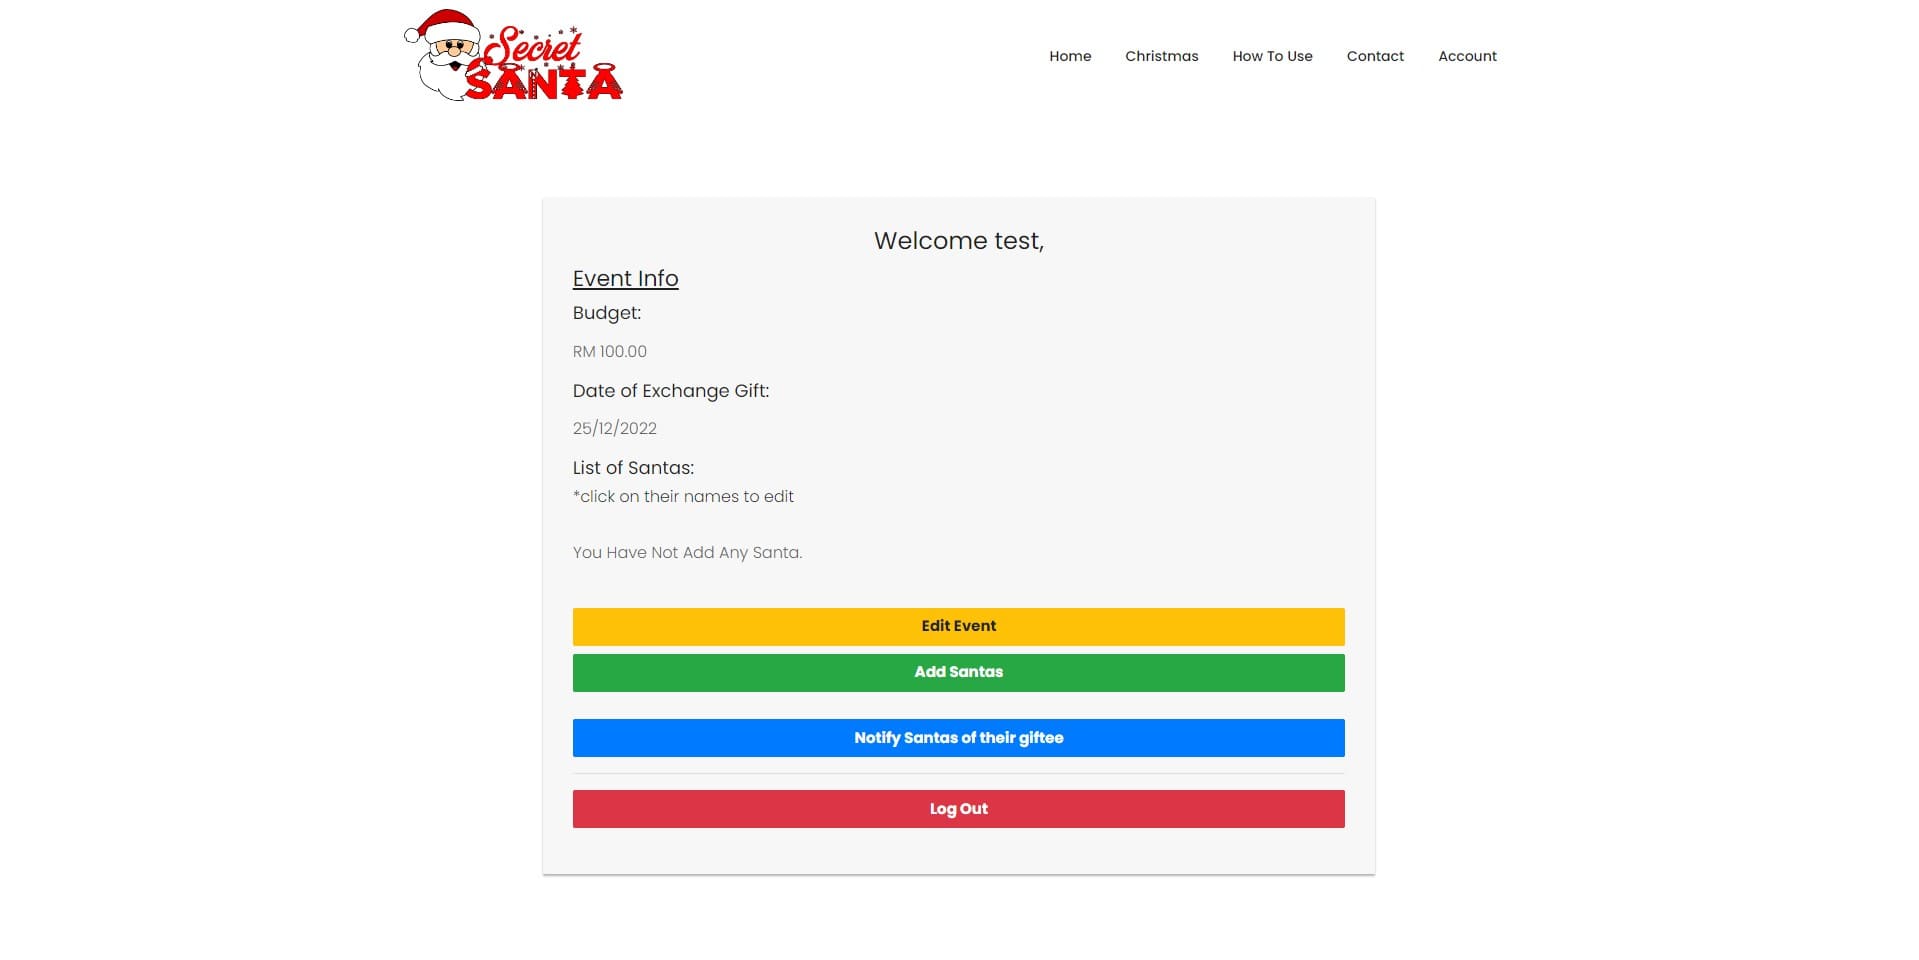 Secret
SANTA
Home Christmas How To Use Contact Account
Welcome test,
Event Info
Budget:
RM 100.00
Date of Exchange Gift:
25/12/2022
List of Santas:
*click on their names to edit
You Have Not Add Any Santa.
Edit Event
Add Santas
Notify Santas of their giftee
Log Out